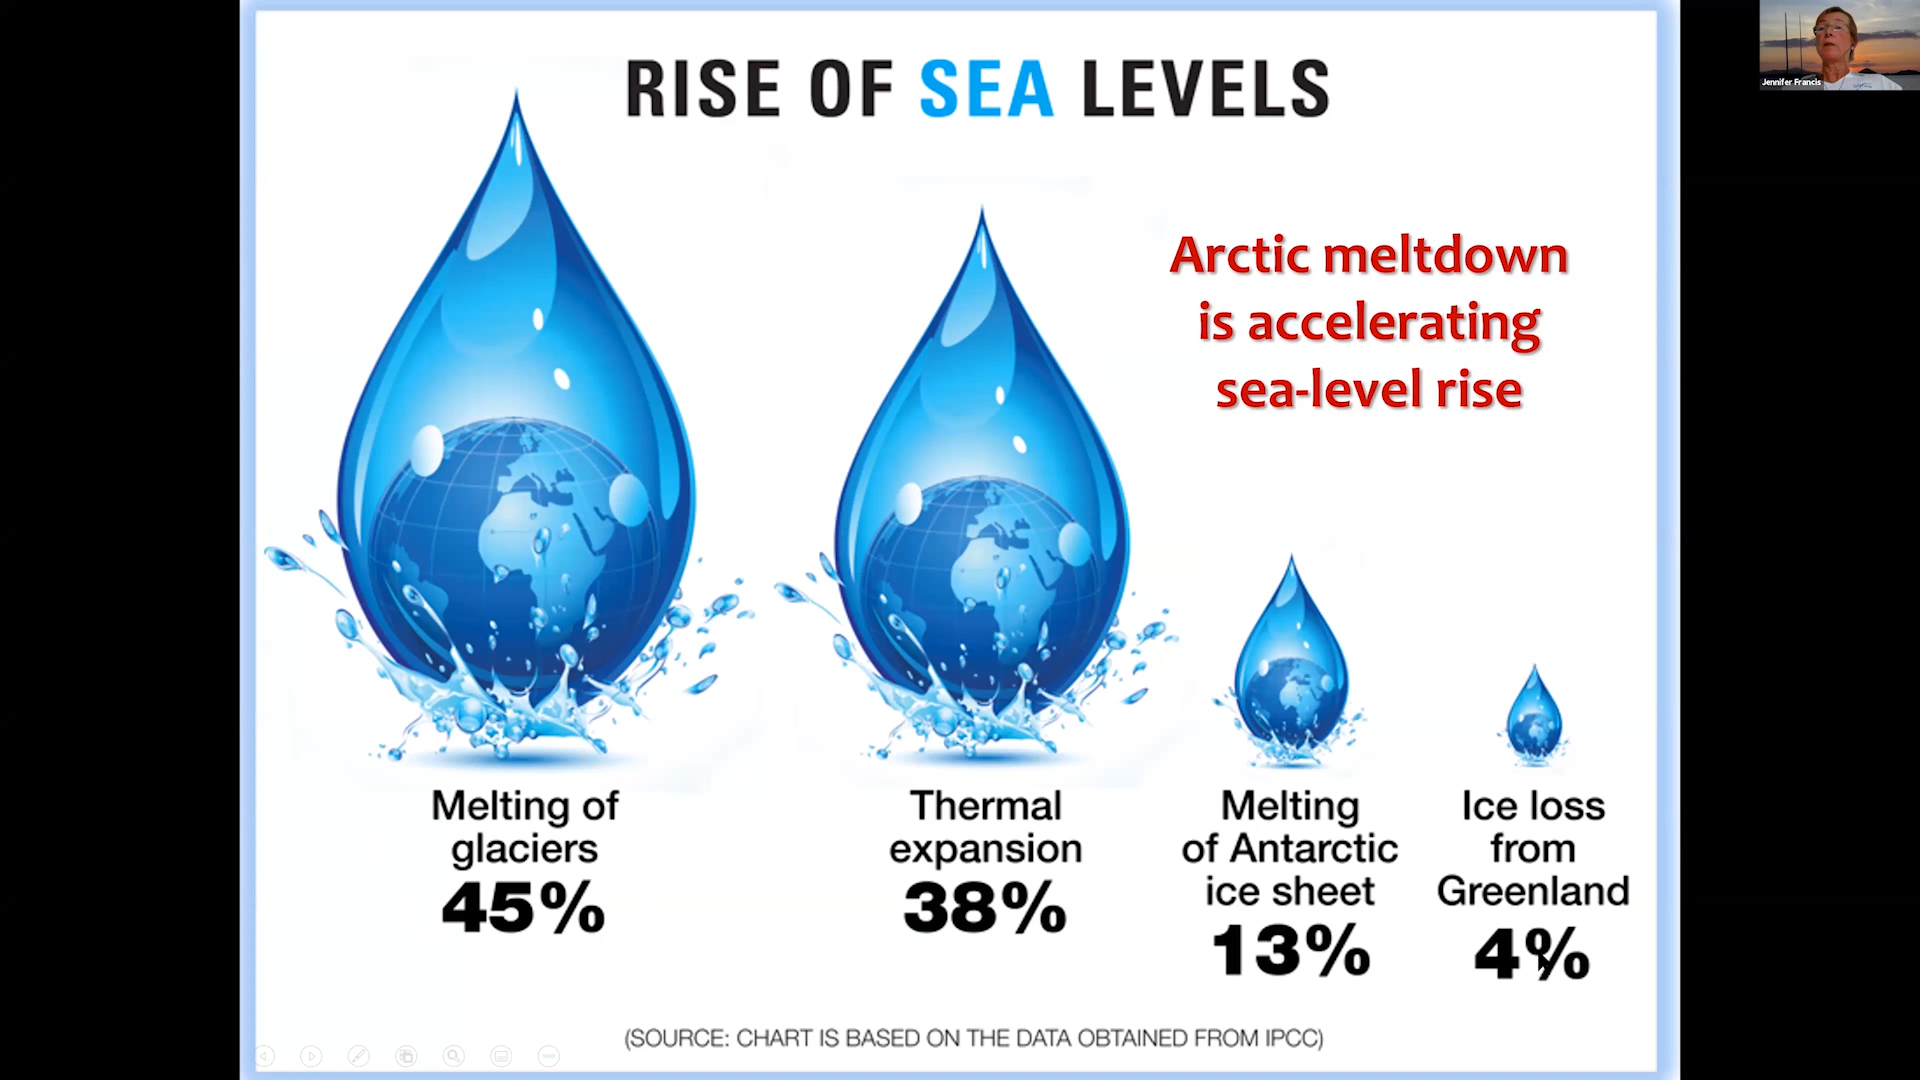 RISE OF SEA LEVELS
Jennifer Francis
Arctic meltdown
is accelerating
sea-level rise
Melting of
glaciers
45%
Thermal
expansion
38%
Melting
of Antarctic
ice sheet
13%
Ice loss
from
Greenland
4%
(SOURCE: CHART IS BASED ON THE DATA OBTAINED FROM IPCC)